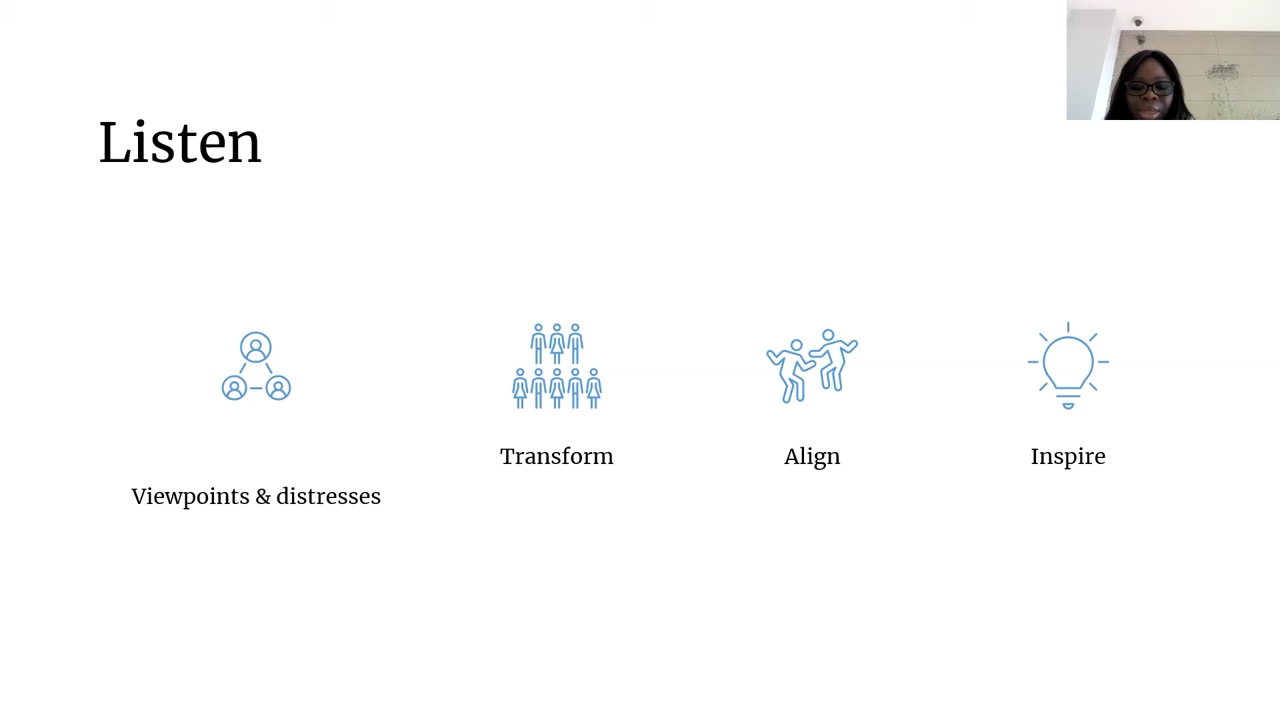 Listen
Viewpoints & distresses
Transform
Align
Inspire